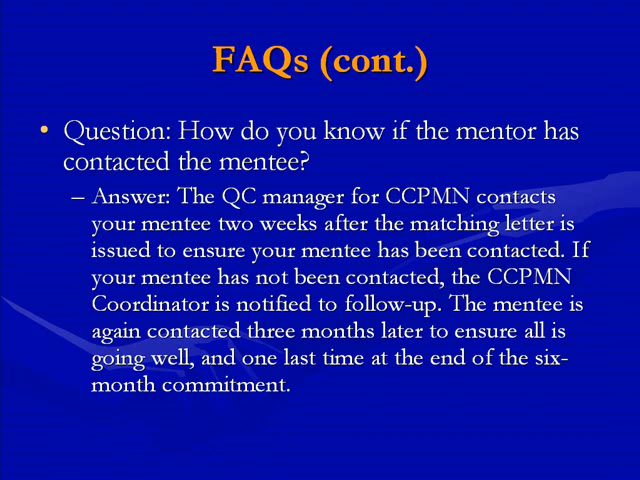 FAQs (cont.)
• Question: How do you know if the mentor has
contacted the mentee?
– Answer: The QC manager for CCPMN contacts
your mentee two weeks after the matching letter is
issued to ensure your mentee has been contacted. If
your mentee has not been contacted, the CCPMN
Coordinator is notified to follow-up. The mentee is
again contacted three months later to ensure all is
going well, and one last time at the end of the six-
month commitment.